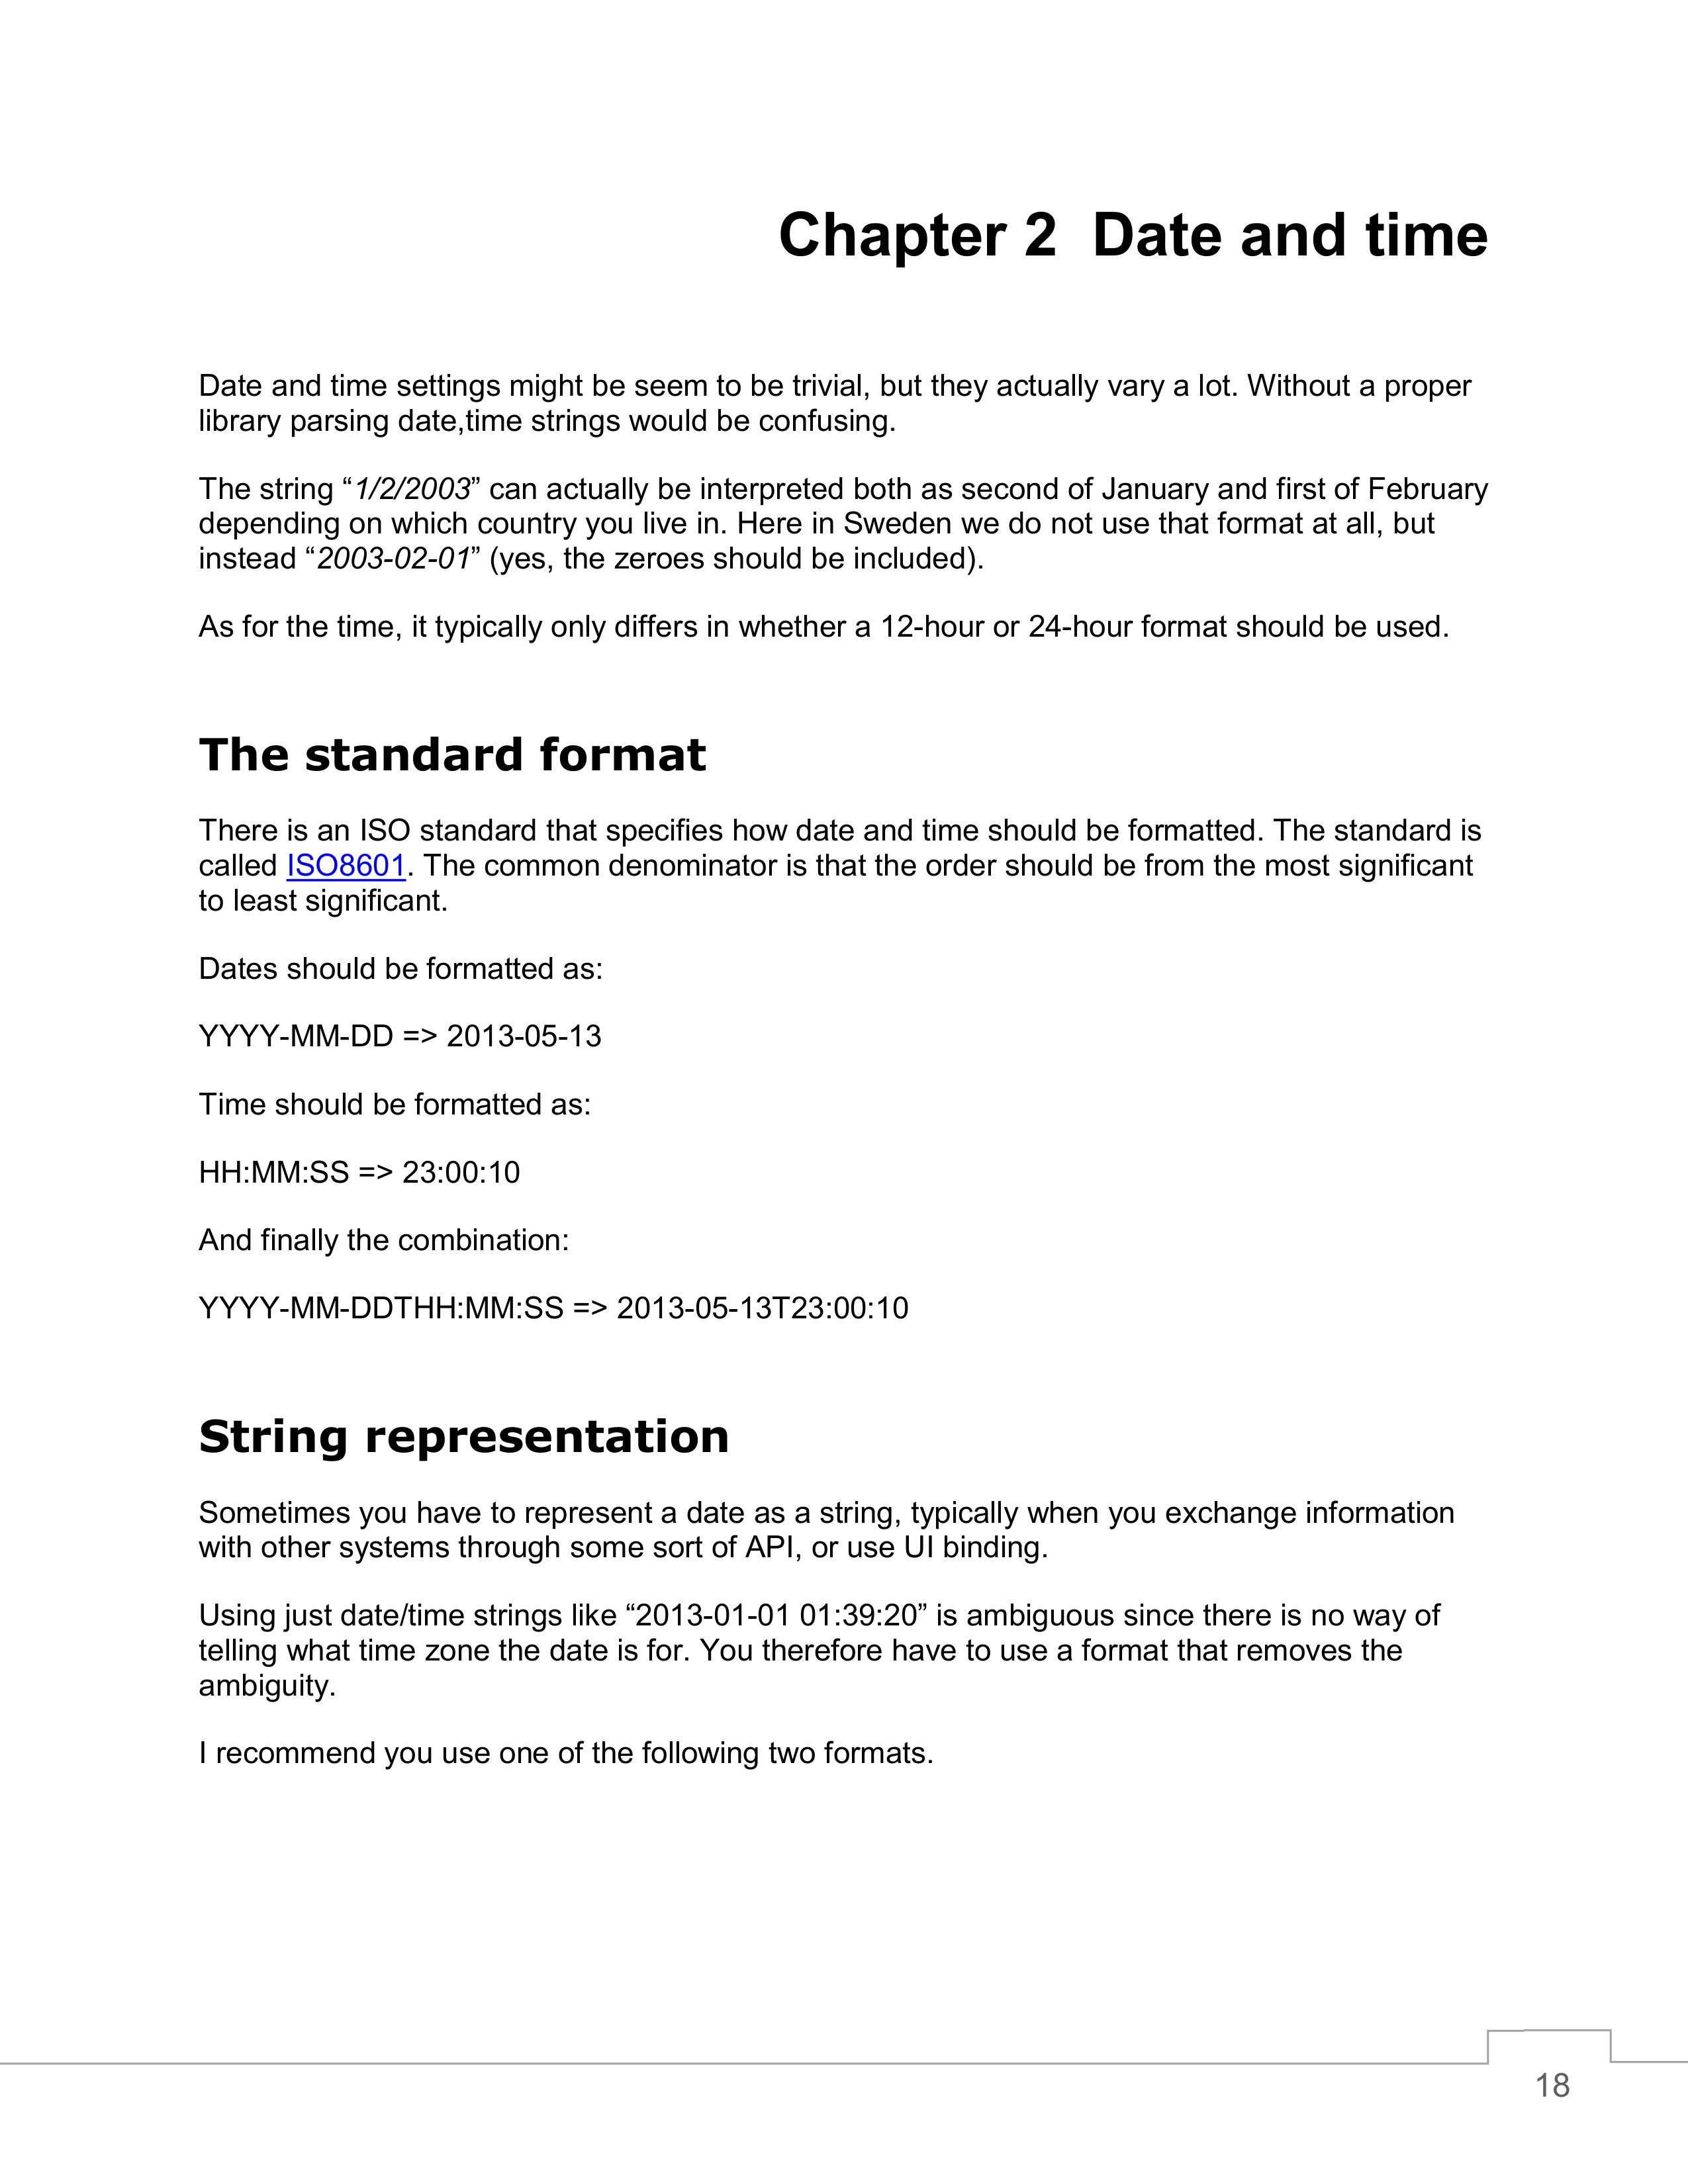 Chapter 2  Date and time
Date and time settings might be seem to be trivial, but they actually vary a lot. Without a proper
library parsing date,time strings would be confusing.
The string “1/2/2003” can actually be interpreted both as second of January and first of February
depending on which country you live in. Here in Sweden we do not use that format at all, but
instead “2003-02-01” (yes, the zeroes should be included).
As for the time, it typically only differs in whether a 12-hour or 24-hour format should be used.
The standard format
There is an ISO standard that specifies how date and time should be formatted. The standard is
called ISO8601. The common denominator is that the order should be from the most significant
to least significant.
Dates should be formatted as:
YYYY-MM-DD => 2013-05-13
Time should be formatted as:
HH:MM:SS => 23:00:10
And finally the combination:
YYYY-MM-DDTHH:MM:SS => 2013-05-13T23:00:10
String representation
Sometimes you have to represent a date as a string, typically when you exchange information
with other systems through some sort of API, or use UI binding.
Using just date/time strings like “2013-01-01 01:39:20” is ambiguous since there is no way of
telling what time zone the date is for. You therefore have to use a format that removes the
ambiguity.
I recommend you use one of the following two formats.
18